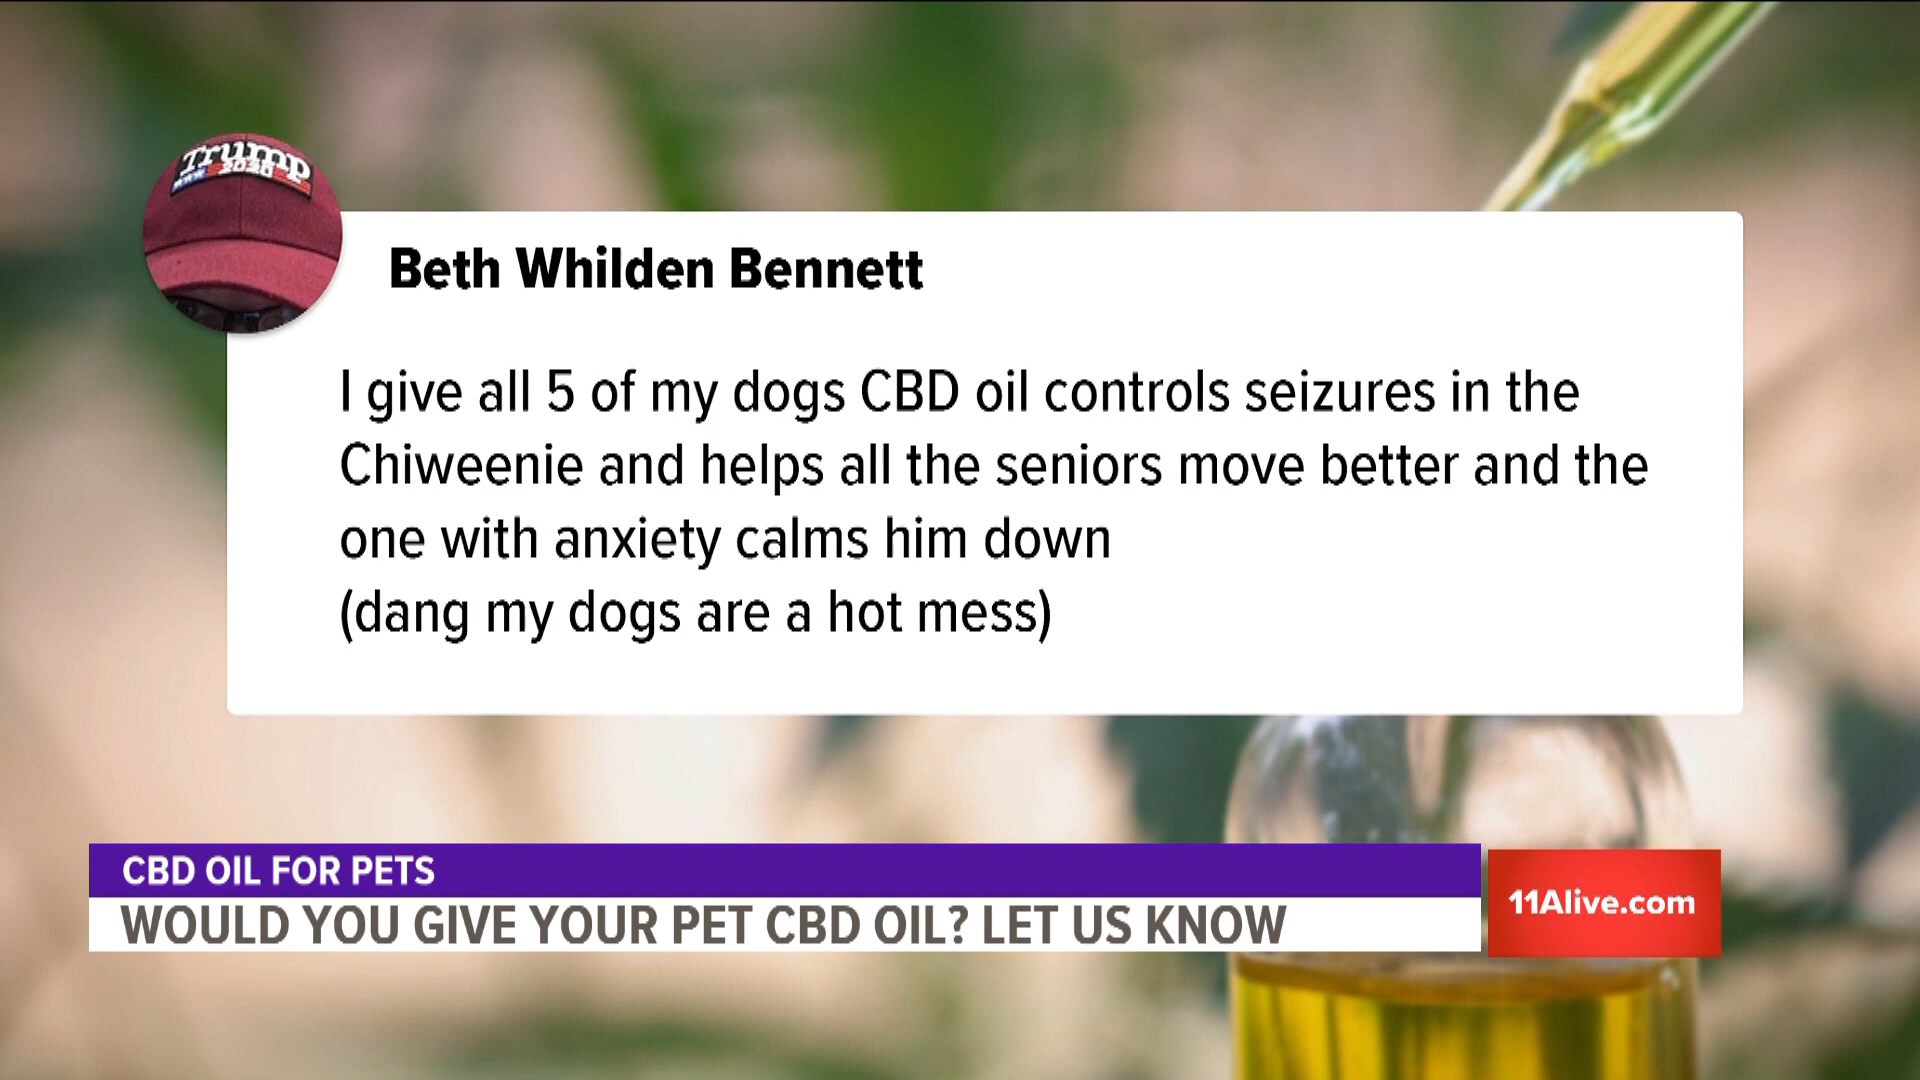 Trump
2020
Beth Whilden Bennett
I give all 5 of my dogs CBD oil controls seizures in the
Chiweenie and helps all the seniors move better and the
one with anxiety calms him down
(dang my dogs are a hot mess)
CBD OIL FOR PETS
WOULD YOU GIVE YOUR PET CBD OIL? LET US KNOW
11Alive.com